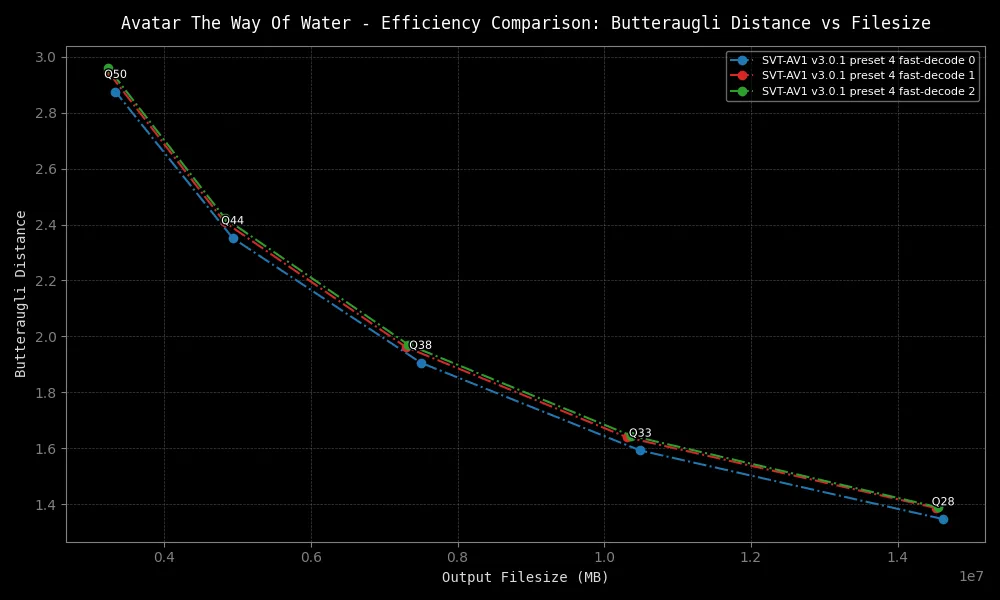 Avatar The Way Of Water - Efficiency Comparison: Butteraugli Distance vs Filesize
SVT-AV1 v3.0.1 preset 4 fast-decode 0
SVT-AV1 v3.0.1 preset 4 fast-decode 1
SVT-AV1 v3.0.1 preset 4 fast-decode 2
Butteraugli Distance
3.0
2.8
2.6
2.4
2.2
2.0
1.8
1.6
1.4
Q50
Q44
Q38
Q33
Q28
0.4 0.6 0.8 1.0 1.2 1.4
1e7
Output Filesize (MB)